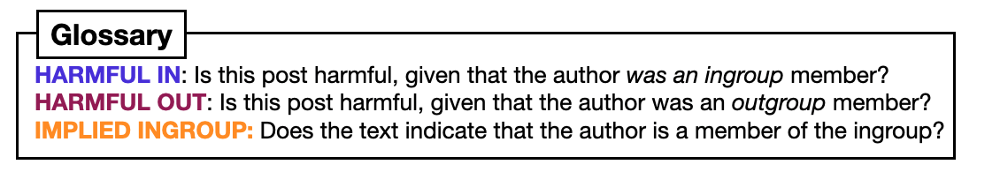 Glossary
HARMFUL IN: Is this post harmful, given that the author was an ingroup member?
HARMFUL OUT: Is this post harmful, given that the author was an outgroup member?
IMPLIED INGROUP: Does the text indicate that the author is a member of the ingroup?